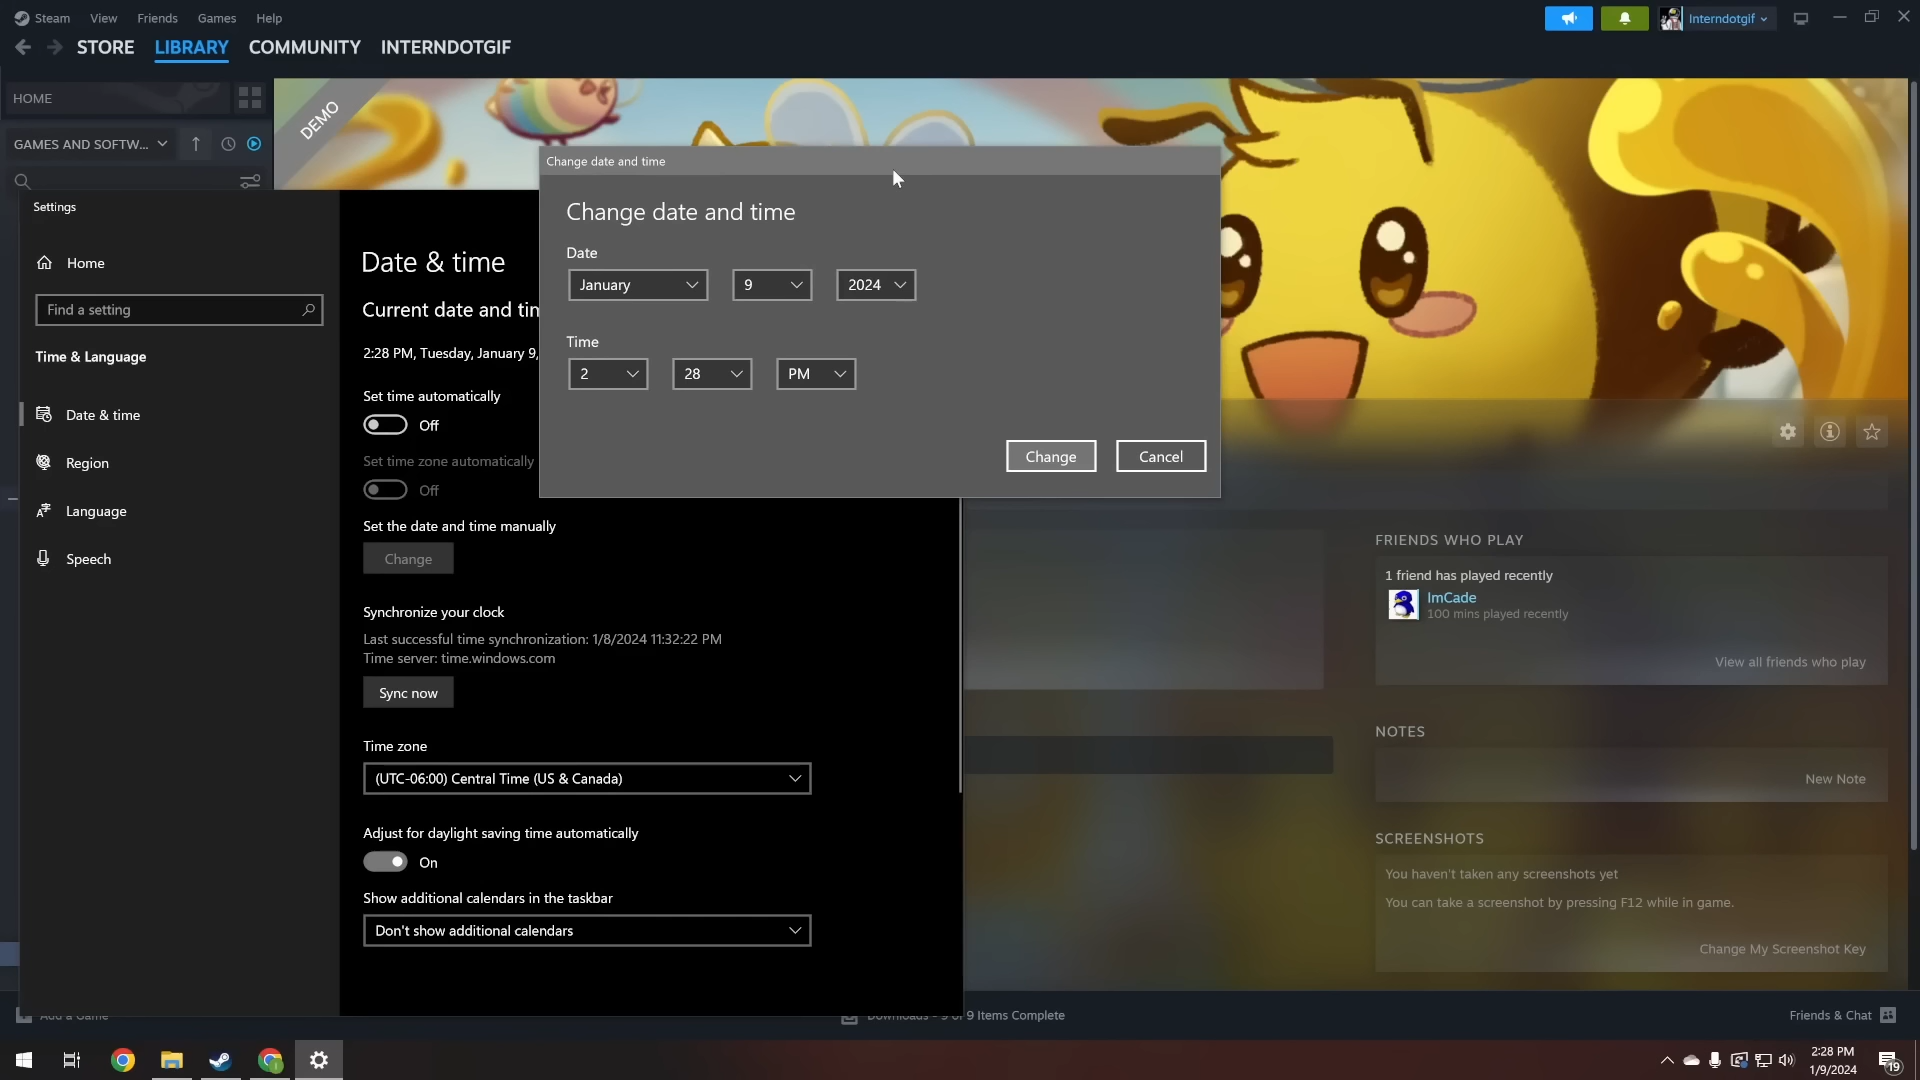 Steam View Friends Games Help
Interdotgif
STORE LIBRARY COMMUNITY INTERNDOTGIF
HOME
GAMES AND SOFTW...
DEMO
Settings
Home
Find a setting
Time & Language
Date & time
Region
Language
Speech
Date & time
Current date and tim
2:28 PM, Tuesday, January 9,
Set time automatically
Off
Set time zone automatically
Off
Set the date and time manually
Change
Synchronize your clock
Last successful time synchronization: 1/8/2024 11:32:22 PM
Time server: time.windows.com
Sync now
Time zone
(UTC-06:00) Central Time (US & Canada)
Adjust for daylight saving time automatically
On
Show additional calendars in the taskbar
Don't show additional calendars
Change date and time
Change date and time
Date
January 9 2024
Time
2 28 PM
Change Cancel
FRIENDS WHO PLAY
1 friend has played recently
ImCade
100 mins played recently
View all friends who play
NOTES
New Note
SCREENSHOTS
You haven't taken any screenshots yet
You can take a screenshot by pressing F12 while in game.
Change My Screenshot Key
Add a Game
Downloads - 9 of 9 Items Complete
Friends & Chat
2:28 PM
1/9/2024
19